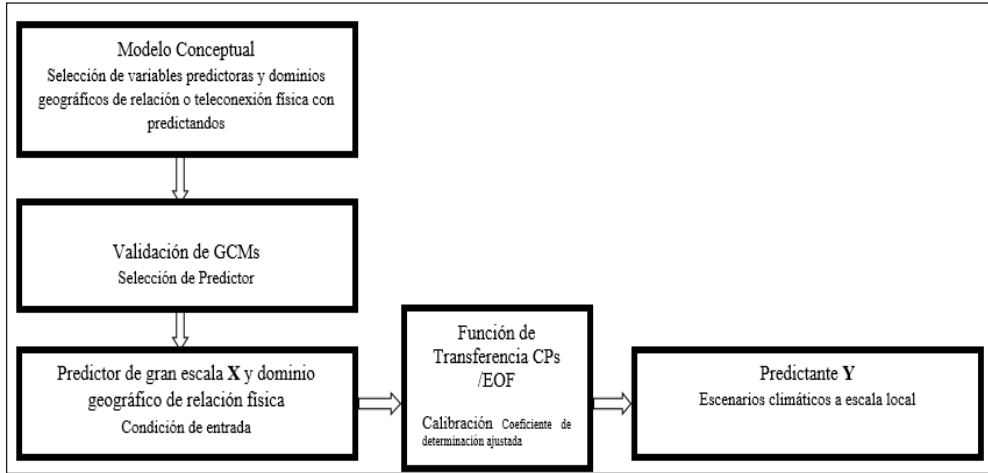 Modelo Conceptual
Selección de variables predictoras y dominios
geográficos de relación o teleconexión física con
predictandos
Validación de GCMs
Selección de Predictor
Predictor de gran escala X y dominio
geográfico de relación física
Condición de entrada
Función de
Transferencia CPs
/EOF
Calibración Coeficiente de
determinación ajustada
Predictante Y
Escenarios climáticos a escala local